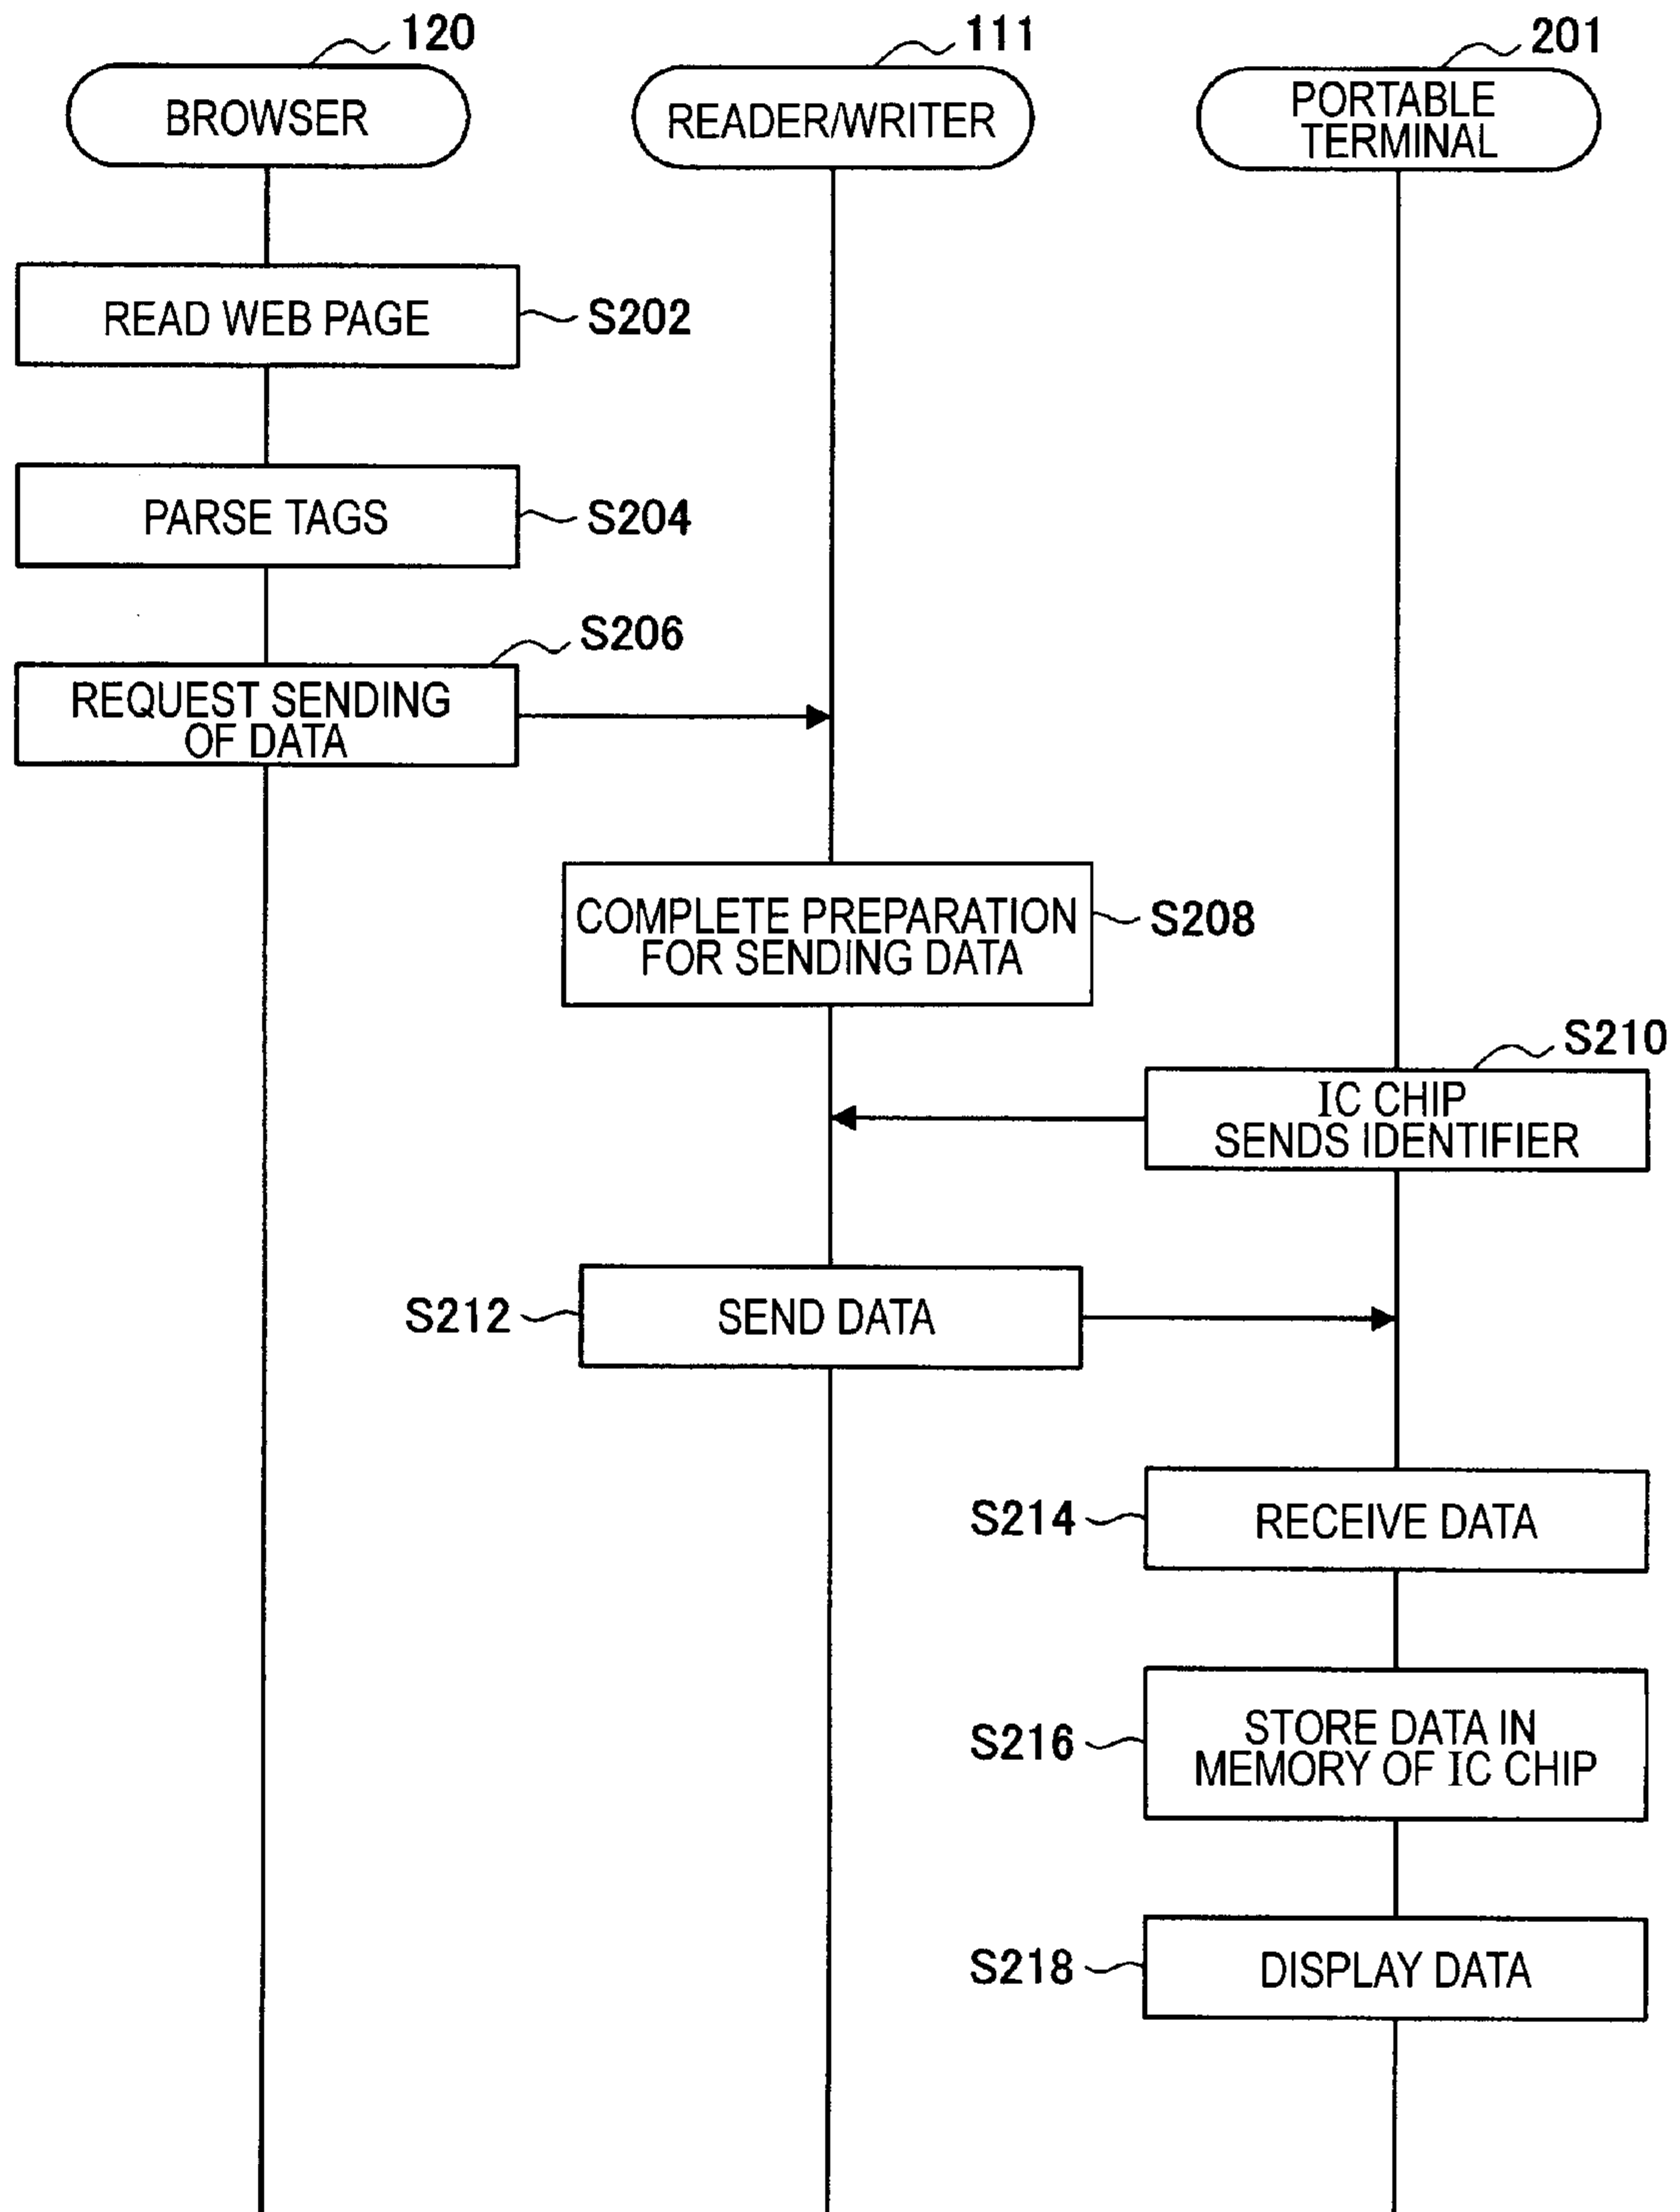 120
111
201
BROWSER
READER/WRITER
PORTABLE
TERMINAL
READ WEB PAGE
S202
PARSE TAGS
S204
S206
REQUEST SENDING
OF DATA
COMPLETE PREPARATION
FOR SENDING DATA
S208
S210
IC CHIP
SENDS IDENTIFIER
S212
SEND DATA
S214
RECEIVE DATA
S216
STORE DATA IN
MEMORY OF IC CHIP
S218
DISPLAY DATA